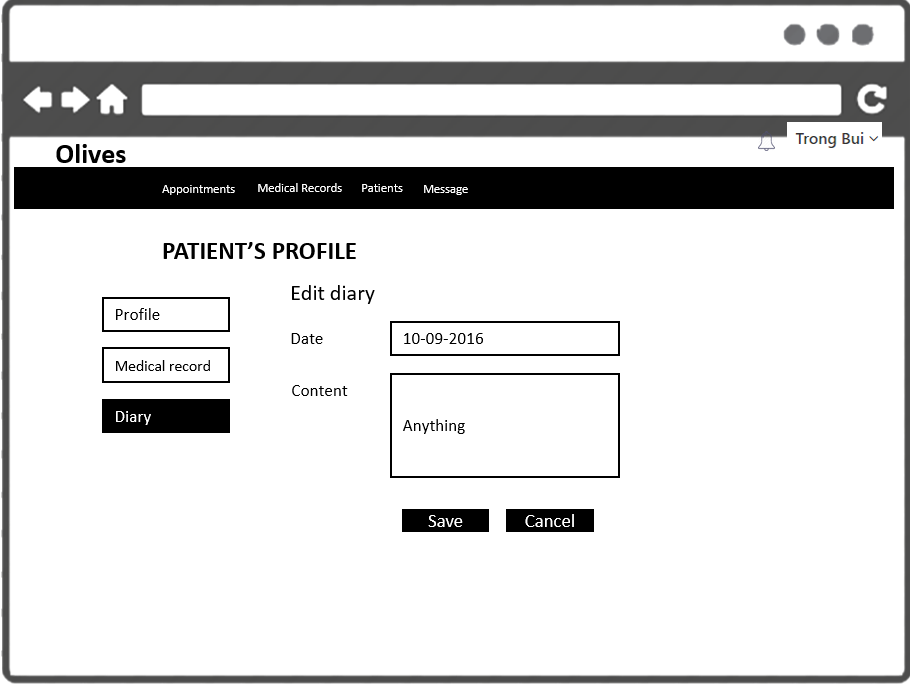 Trong Bui
Olives
Appointments Medical Records Patients Message
PATIENT’S PROFILE
Edit diary
Profile
Medical record
Diary
Date 10-09-2016
Content Anything
Save Cancel